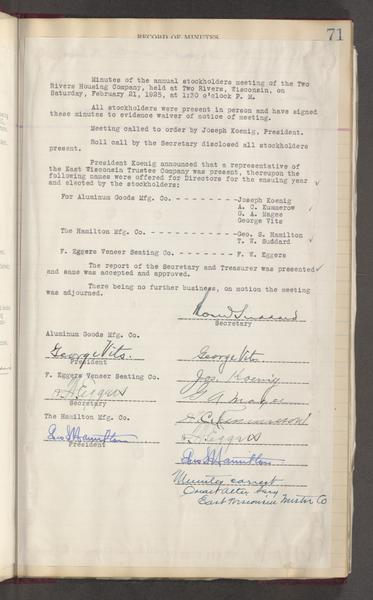 RECORD OF MINUTES
71
Minutes of the annual stockholders meeting of the Two
Rivers Housing Company, held at Two Rivers, Wisconsin, on
Saturday, February 21, 1925, at 1:30 o'clock P. M.
All stockholders were present in person and have signed
these minutes to evidence waiver of notice of meeting.
Meeting called to order by Joseph Koenig, President.
Roll call by the Secretary disclosed all stockholders
present.
President Koenig announced that a representative of
the East Wisconsin Trustee Company was present, thereupon the
following names were offered for Directors for the ensuing year
and elected by the stockholders:
For Aluminum Goods Mfg. Co. - - - - - - - - -Joseph Koenig
A. C. Kummerow
G. A. Magee
George Vits
The Hamilton Mfg. Co. - - - - - - - - - - - - -Geo. S. Hamilton
T. W. Suddard
F. Eggers Veneer Seating Co. - - - - - - - - - F. W. Eggers
The report of the Secretary and Treasurer was presented
and same was accepted and approved.
There being no further business, on motion the meeting
was adjourned.
Suddard
Secretary
Aluminum Goods Mfg. Co.
George Vits. George Vits
President
F. Eggers Veneer Seating Co. Jos Koenig
Eggers G A Magee
Secretary
The Hamilton Mfg. Co. A. C. Kummerow
Geo S Hamilton Eggers
President
Geo S Hamilton
Minutes correct
East Wisconsin Trustee Co